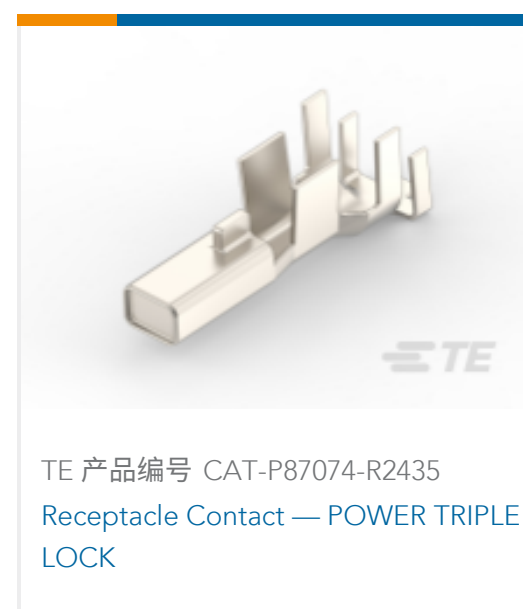 TE
TE 产品编号 CAT-P87074-R2435
Receptacle Contact — POWER TRIPLE
LOCK